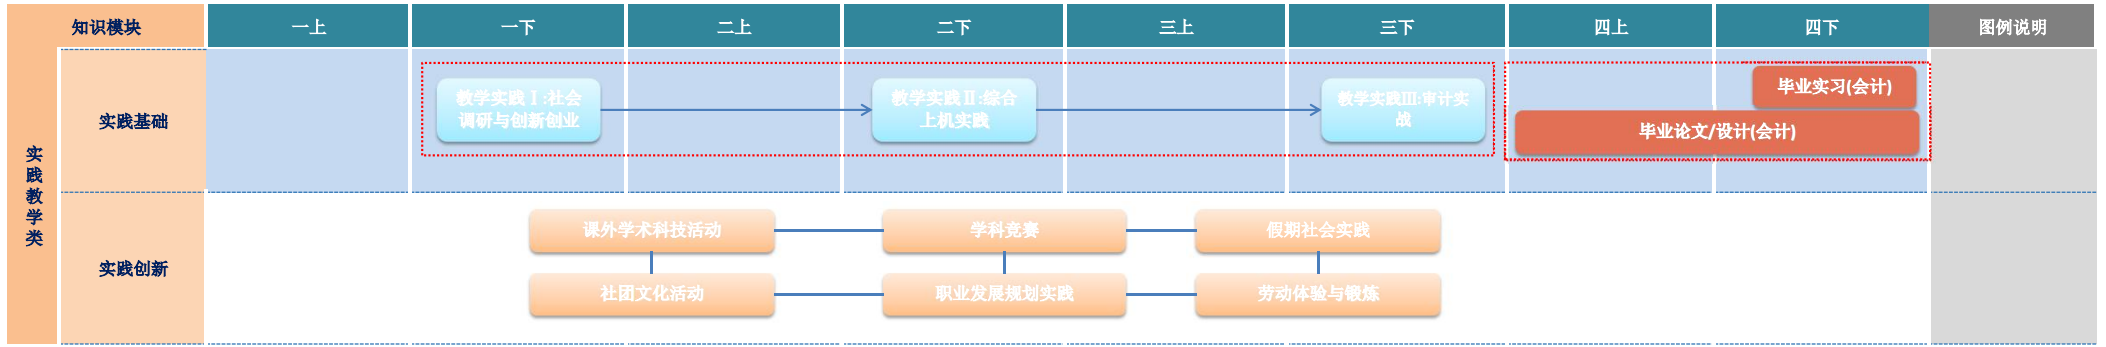 知识模块
一上
一下
二上
二下
三上
三下
四上
四下
图例说明
实践教学类
实践基础
教学实践Ⅰ:社会
调研与创新创业
教学实践Ⅱ:综合
上机实践
教学实践Ⅲ:审计实
战
毕业实习(会计)
毕业论文/设计(会计)
实践创新
课外学术科技活动
学科竞赛
假期社会实践
社团文化活动
职业发展规划实践
劳动体验与锻炼